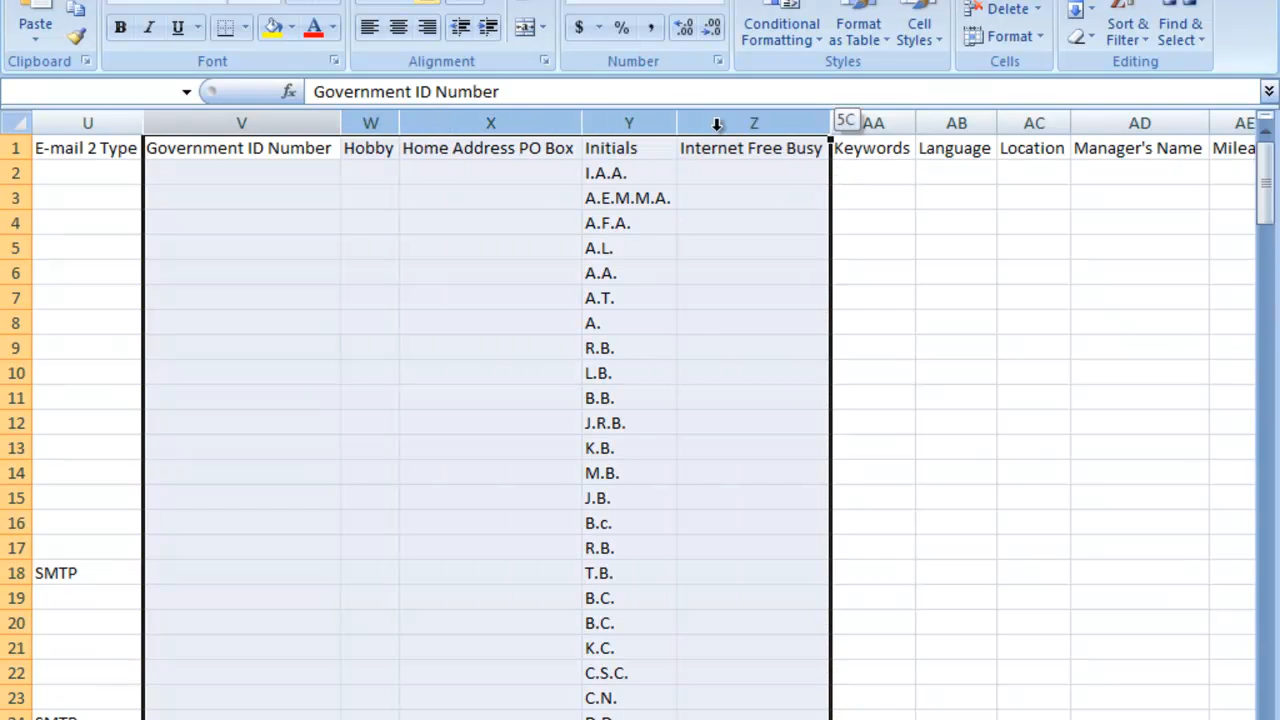 Paste
B I U A
$ % ,
Conditional Formatting
Format as Table
Cell Styles
Delete
Format
Sort & Filter
Find & Select
Clipboard Font Alignment Number Styles Cells Editing
fx Government ID Number
U V W X Y Z 5C AA AB AC AD AE
1 E-mail 2 Type Government ID Number Hobby Home Address PO Box Initials Internet Free Busy Keywords Language Location Manager's Name Milea
2 I.A.A.
3 A.E.M.M.A.
4 A.F.A.
5 A.L.
6 A.A.
7 A.T.
8 A.
9 R.B.
10 L.B.
11 B.B.
12 J.R.B.
13 K.B.
14 M.B.
15 J.B.
16 B.c.
17 R.B.
18 SMTP T.B.
19 B.C.
20 B.C.
21 K.C.
22 C.S.C.
23 C.N.